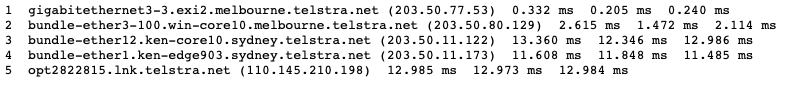 1 gigabitethernet3-3.exi2.melbourne.telstra.net (203.50.77.53) 0.332 ms 0.205 ms 0.240 ms
2 bundle-ether3-100.win-core10.melbourne.telstra.net (203.50.80.129) 2.615 ms 1.472 ms 2.114 ms
3 bundle-ether12.ken-core10.sydney.telstra.net (203.50.11.122) 13.360 ms 12.346 ms 12.986 ms
4 bundle-ether1.ken-edge903.sydney.telstra.net (203.50.11.173) 11.608 ms 11.848 ms 11.485 ms
5 opt2822815.lnk.telstra.net (110.145.210.198) 12.985 ms 12.973 ms 12.984 ms